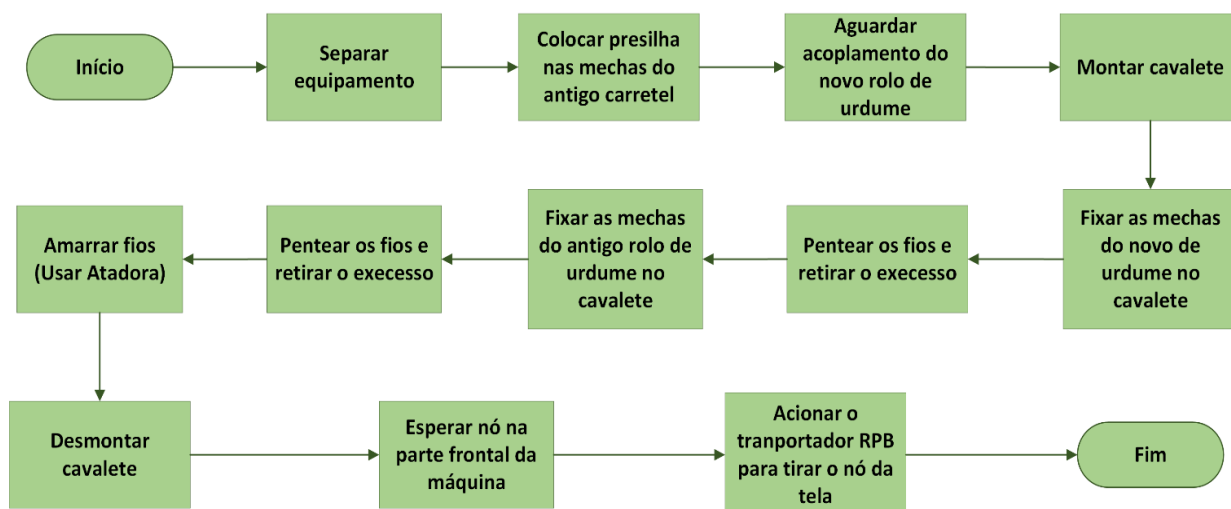 Início
Separar
equipamento
Colocar presilha
nas mechas do
antigo carretel
Aguardar
acoplamento do
novo rolo de
urdume
Montar cavalete
Fixar as mechas
do novo de
urdume no
cavalete
Pentear os fios e
retirar o execesso
Fixar as mechas
do antigo rolo de
urdume no
cavalete
Pentear os fios e
retirar o execesso
Amarrar fios
(Usar Atadora)
Desmontar
cavalete
Esperar nó na
parte frontal da
máquina
Acionar o
tranportador RPB
para tirar o nó da
tela
Fim